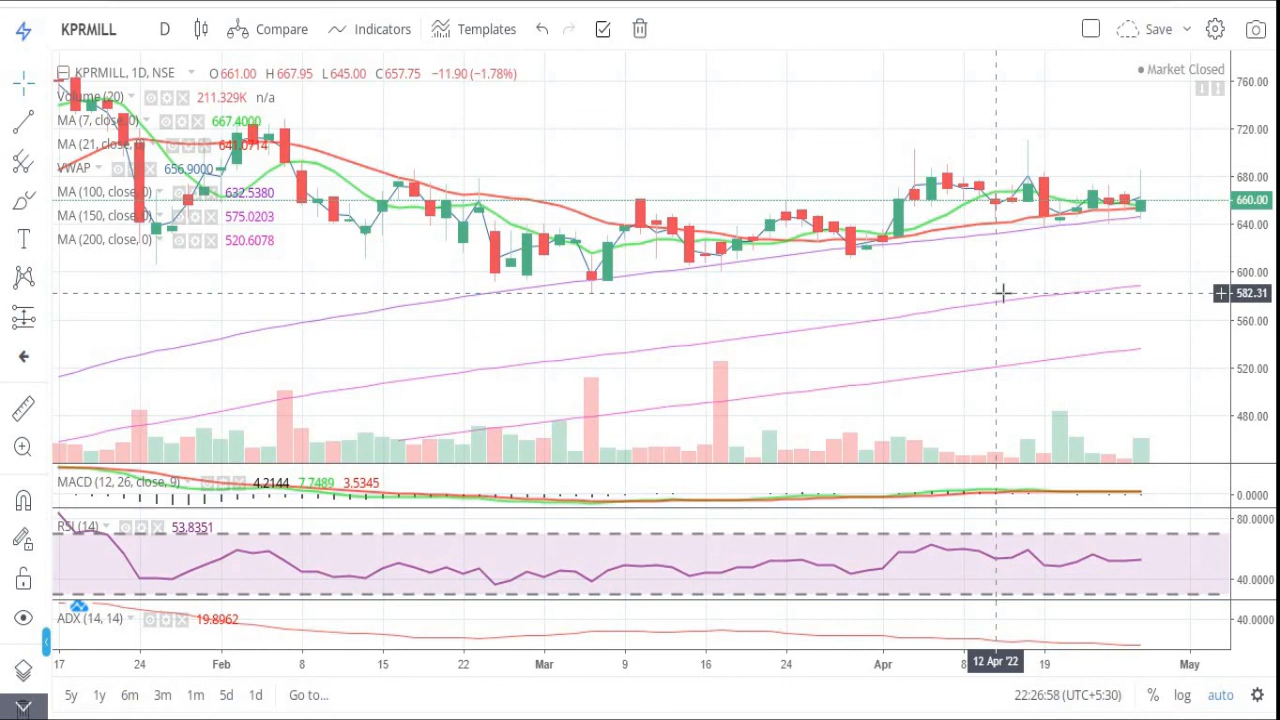 KPRMILL D Compare Indicators Templates Save
KPRMILL, 1D, NSE O661.00 H667.95 L645.00 C657.75 −11.90 (−1.78%)
Market Closed
Volume (20) 211.329K n/a
MA (7, close, 0) 667.4000
MA (21, close, 0) 641.0714
VWAP 656.9000
MA (100, close, 0) 632.5380
MA (150, close, 0) 575.0203
MA (200, close, 0) 520.6078
760.00
720.00
680.00
660.00
640.00
600.00
582.31
560.00
520.00
480.00
MACD (12, 26, close, 9) 4.2144 7.7489 3.5345
0.0000
RSI (14) 53.8351
80.0000
40.0000
ADX (14, 14) 19.8962
40.0000
17 24 Feb 8 15 22 Mar 9 16 24 Apr 8 12 Apr '22 19 May
5y 1y 6m 3m 1m 5d 1d Go to... 22:26:58 (UTC+5:30) % log auto